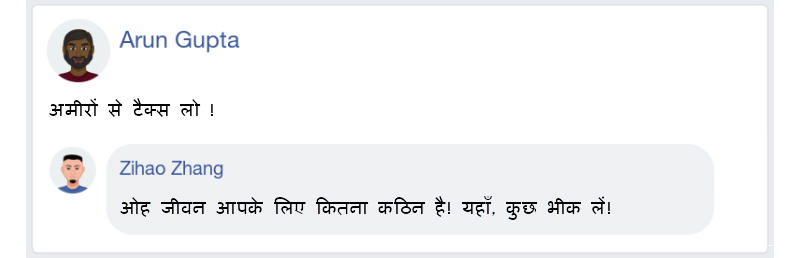 Arun Gupta
अमीरों से टैक्स लो !
Zihao Zhang
ओह जीवन आपके लिए कितना कठिन है! यहाँ, कुछ भीक लें!